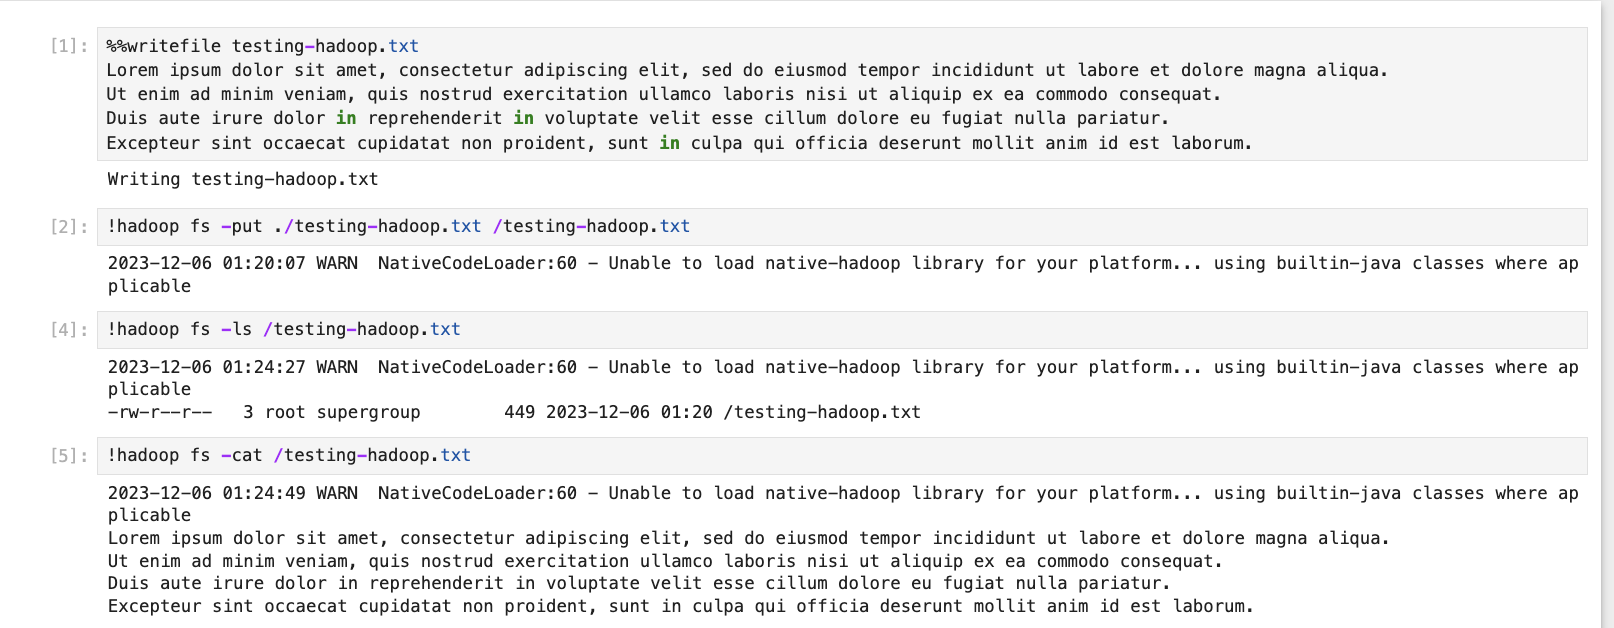 [1]: %%writefile testing-hadoop.txt
Lorem ipsum dolor sit amet, consectetur adipiscing elit, sed do eiusmod tempor incididunt ut labore et dolore magna aliqua.
Ut enim ad minim veniam, quis nostrud exercitation ullamco laboris nisi ut aliquip ex ea commodo consequat.
Duis aute irure dolor in reprehenderit in voluptate velit esse cillum dolore eu fugiat nulla pariatur.
Excepteur sint occaecat cupidatat non proident, sunt in culpa qui officia deserunt mollit anim id est laborum.
Writing testing-hadoop.txt
[2]: !hadoop fs -put ./testing-hadoop.txt /testing-hadoop.txt
2023-12-06 01:20:07 WARN  NativeCodeLoader:60 - Unable to load native-hadoop library for your platform... using builtin-java classes where ap
plicable
[4]: !hadoop fs -ls /testing-hadoop.txt
2023-12-06 01:24:27 WARN  NativeCodeLoader:60 - Unable to load native-hadoop library for your platform... using builtin-java classes where ap
plicable
-rw-r--r--   3 root supergroup        449 2023-12-06 01:20 /testing-hadoop.txt
[5]: !hadoop fs -cat /testing-hadoop.txt
2023-12-06 01:24:49 WARN  NativeCodeLoader:60 - Unable to load native-hadoop library for your platform... using builtin-java classes where ap
plicable
Lorem ipsum dolor sit amet, consectetur adipiscing elit, sed do eiusmod tempor incididunt ut labore et dolore magna aliqua.
Ut enim ad minim veniam, quis nostrud exercitation ullamco laboris nisi ut aliquip ex ea commodo consequat.
Duis aute irure dolor in reprehenderit in voluptate velit esse cillum dolore eu fugiat nulla pariatur.
Excepteur sint occaecat cupidatat non proident, sunt in culpa qui officia deserunt mollit anim id est laborum.